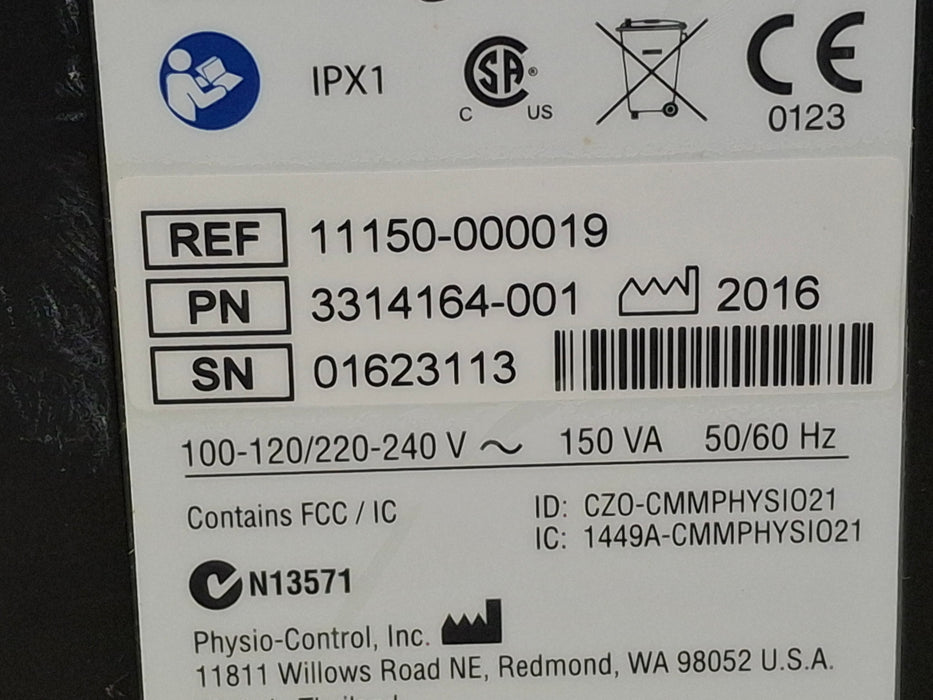 IPX1
C SA ® US
CE
0123
REF 11150-000019
PN 3314164-001 2016
SN 01623113
100-120/220-240 V ~ 150 VA 50/60 Hz
Contains FCC / IC ID: CZO-CMMPHYSIO21
IC: 1449A-CMMPHYSIO21
N13571
Physio-Control, Inc.
11811 Willows Road NE, Redmond, WA 98052 U.S.A.